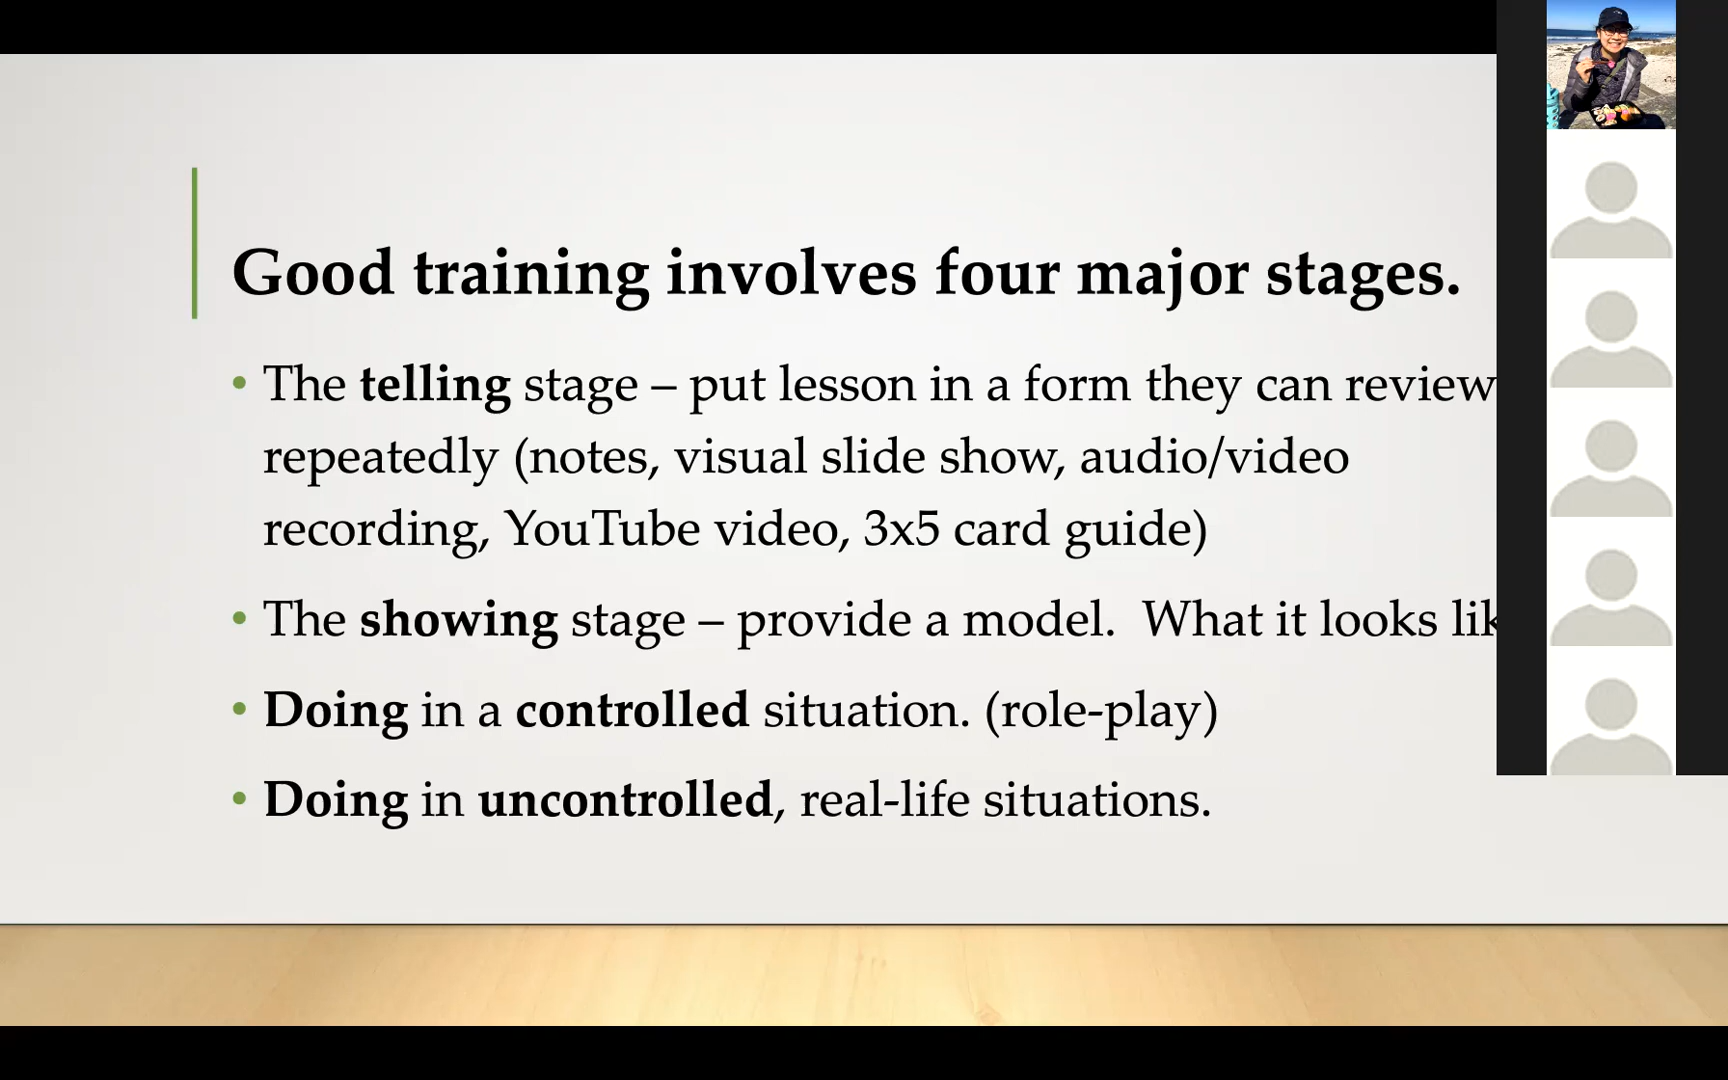 Good training involves four major stages.
• The telling stage – put lesson in a form they can review
repeatedly (notes, visual slide show, audio/video
recording, YouTube video, 3x5 card guide)
• The showing stage – provide a model.  What it looks lik
• Doing in a controlled situation. (role-play)
• Doing in uncontrolled, real-life situations.